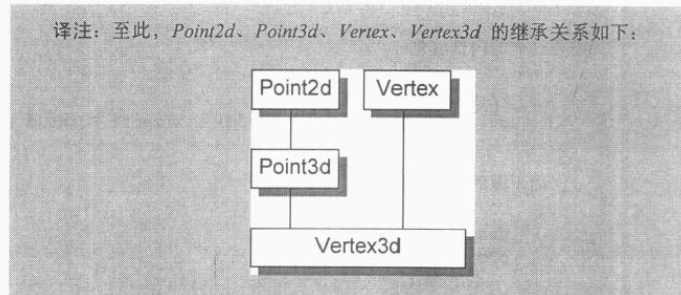 译注：至此，Point2d、Point3d、Vertex、Vertex3d 的继承关系如下：
Point2d Vertex
Point3d
Vertex3d